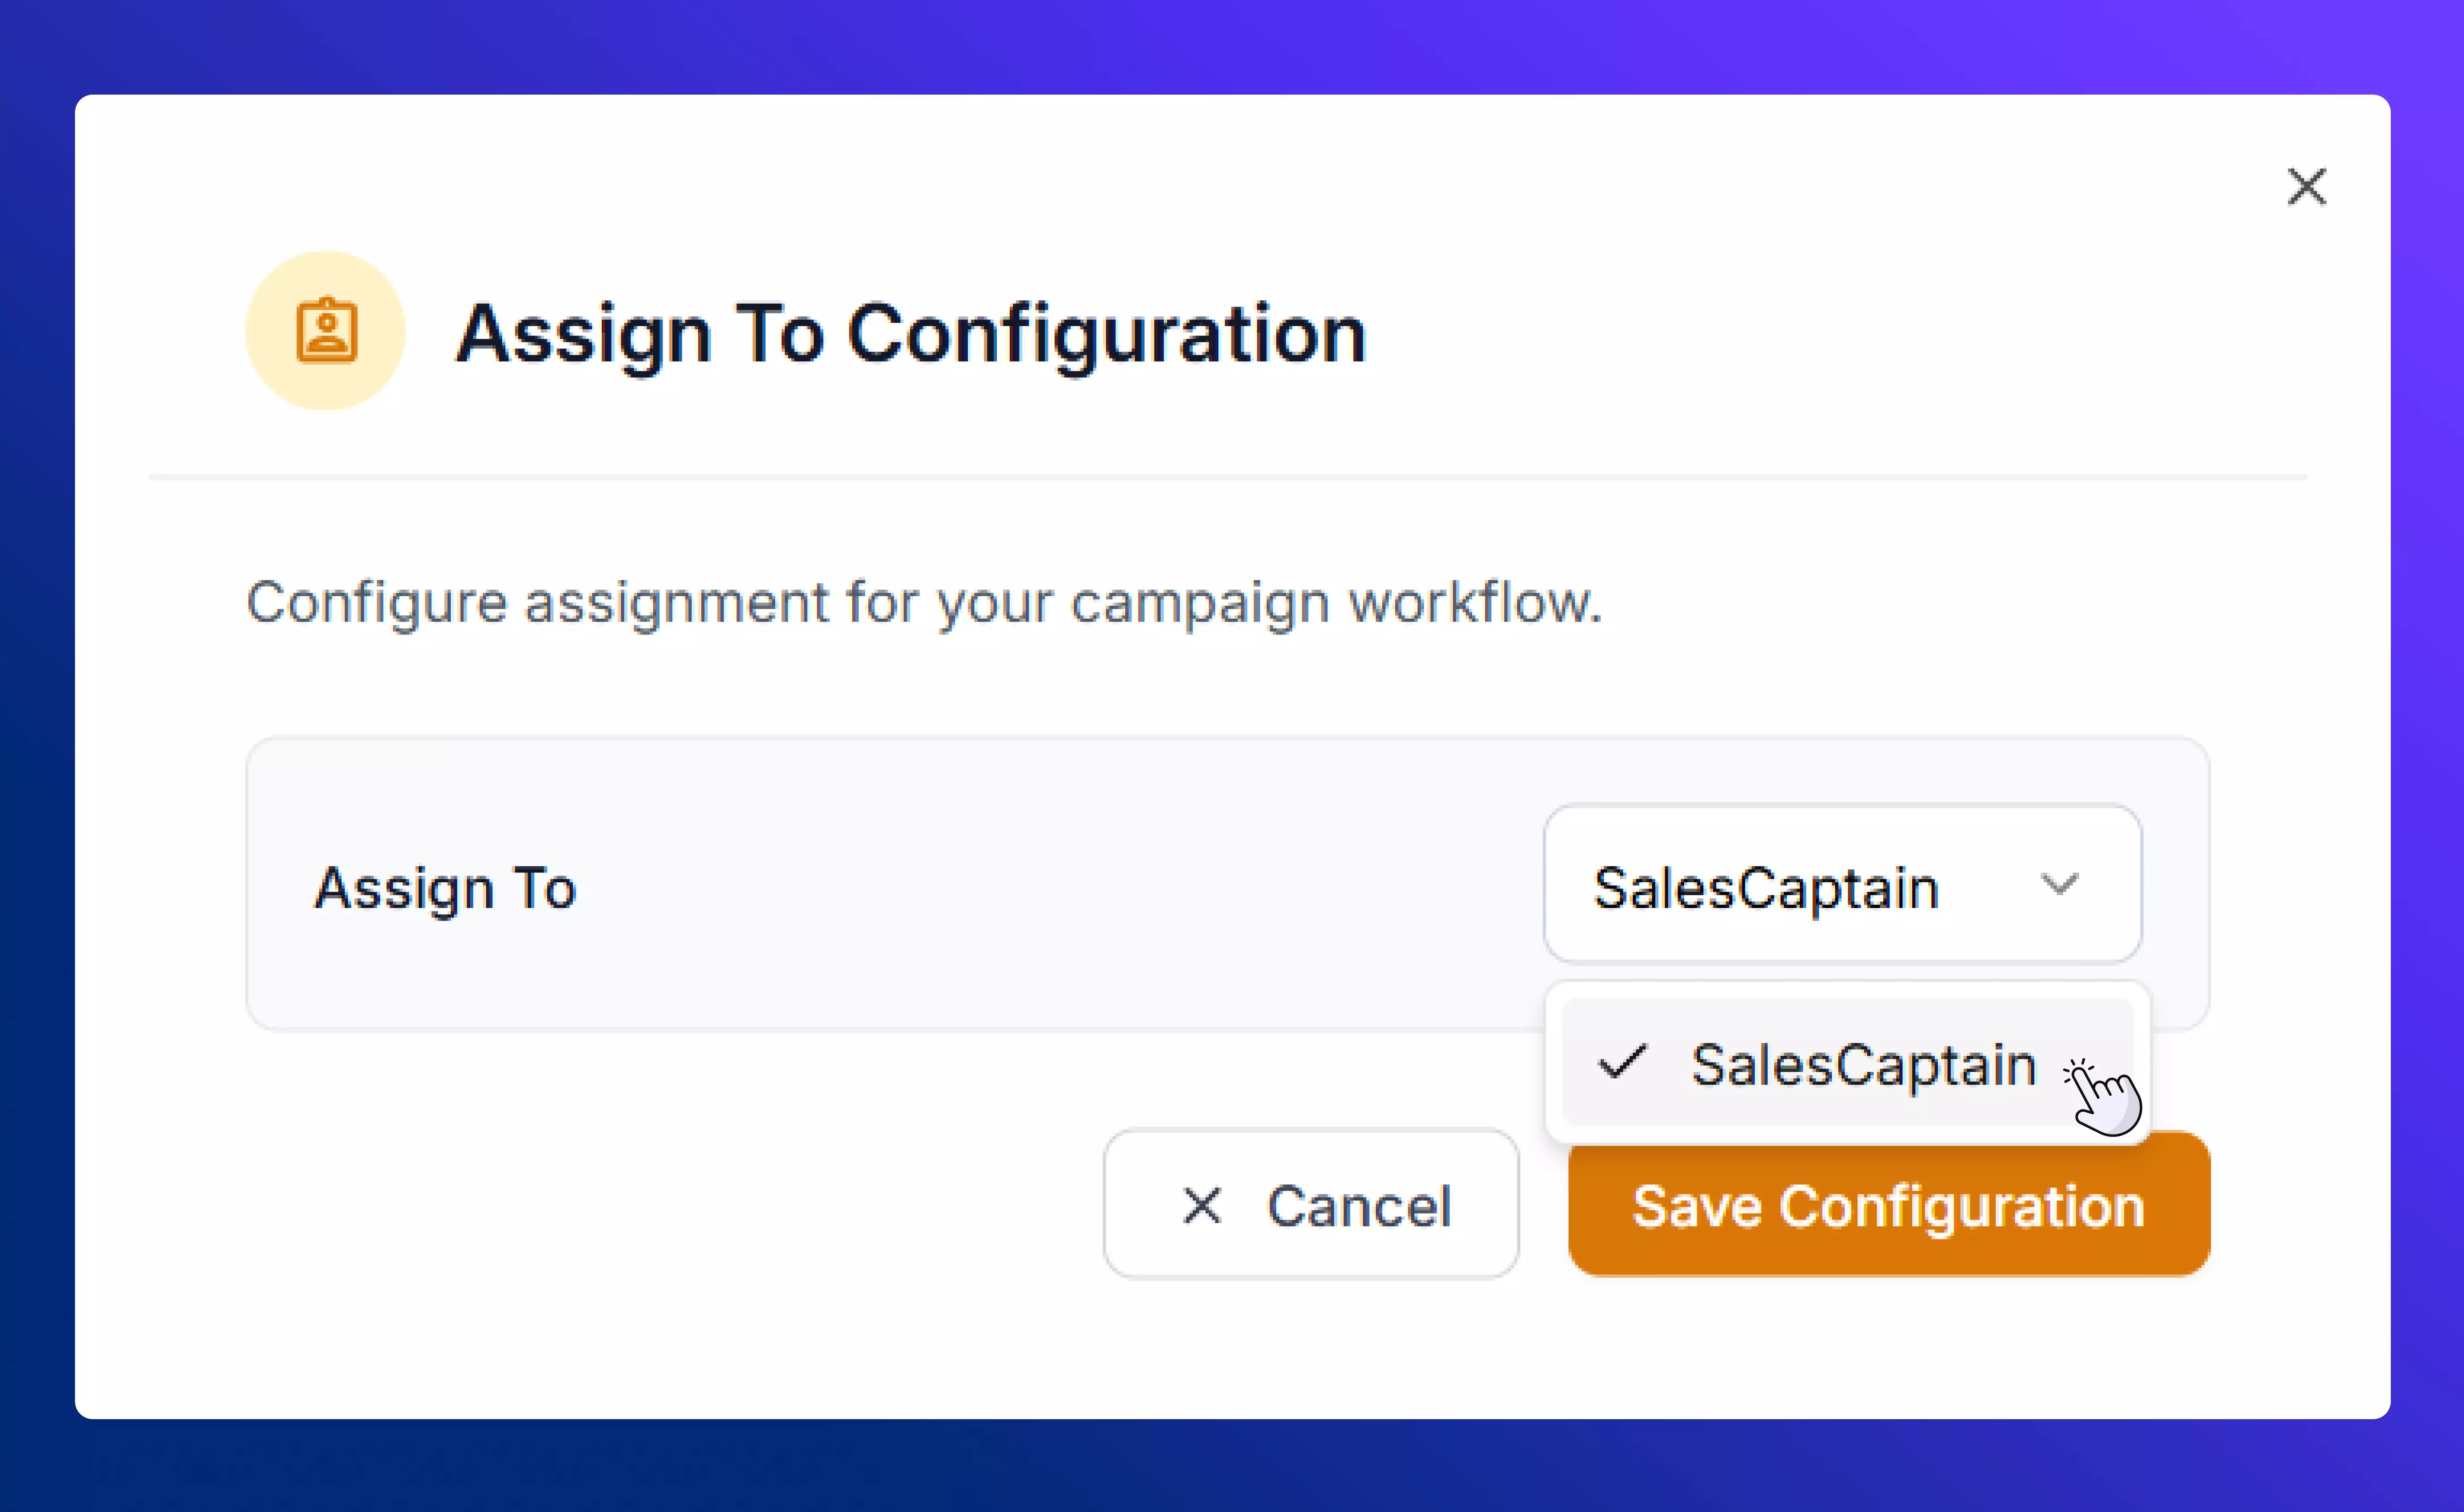 Assign To Configuration
Configure assignment for your campaign workflow.
Assign To
SalesCaptain
SalesCaptain
Cancel
Save Configuration